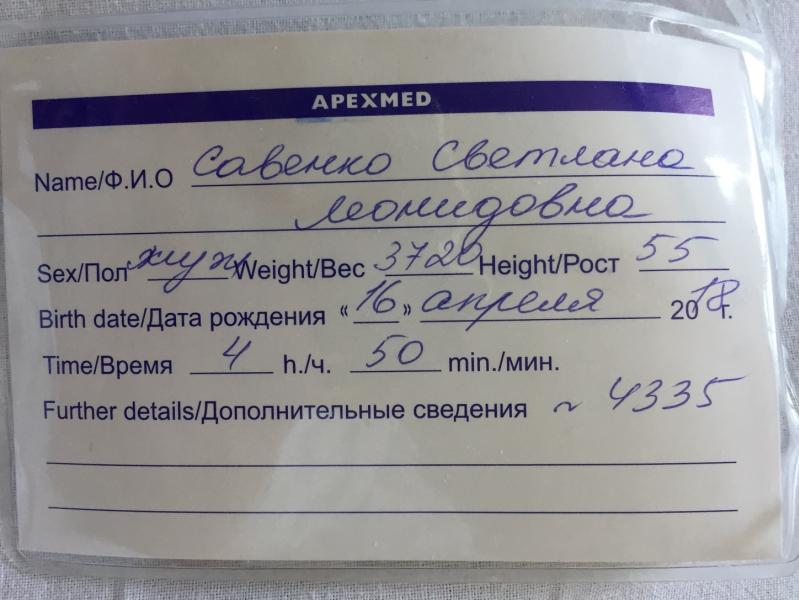 APEXMED
Name/Ф.И.О Савенко Светлана
Леонидовна
Sex/Пол муж Weight/Вес 3720 Height/Рост 55
Birth date/Дата рождения «16» апреля 2018 г.
Time/Время 4 h./ч. 50 min./мин.
Further details/Дополнительные сведения ~ 4335